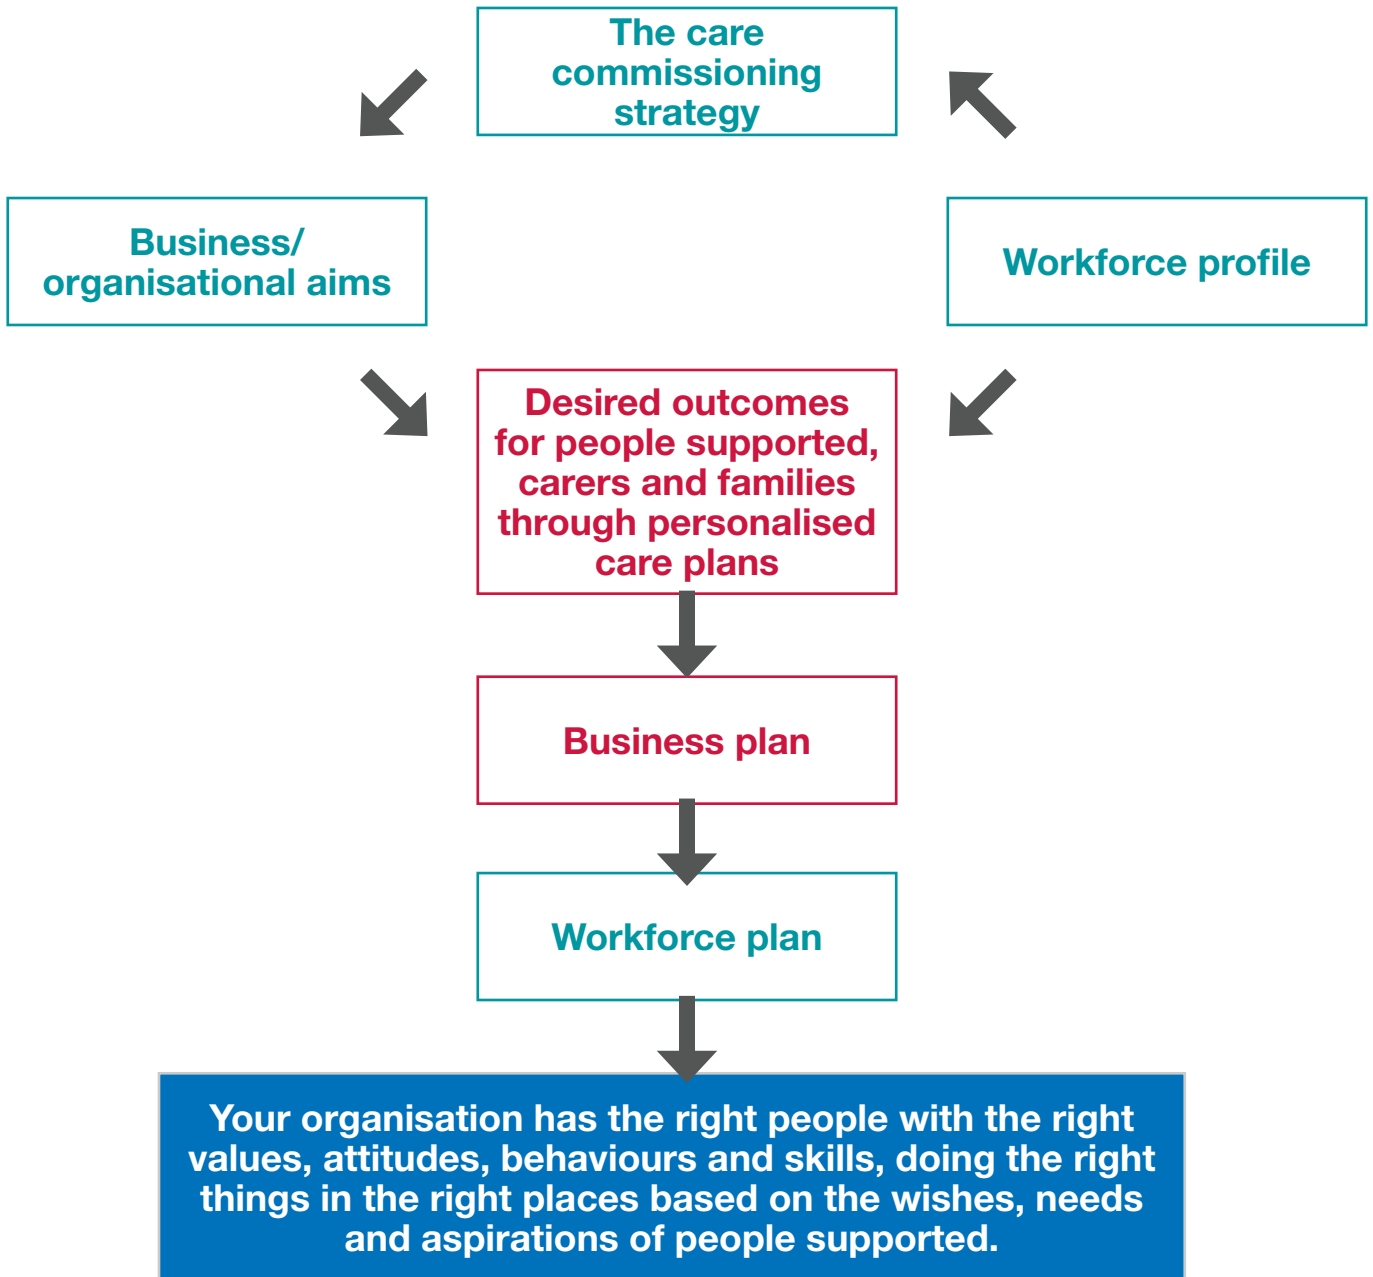 The care
commissioning
strategy
Business/
organisational aims
Workforce profile
Desired outcomes
for people supported,
carers and families
through personalised
care plans
Business plan
Workforce plan
Your organisation has the right people with the right
values, attitudes, behaviours and skills, doing the right
things in the right places based on the wishes, needs
and aspirations of people supported.